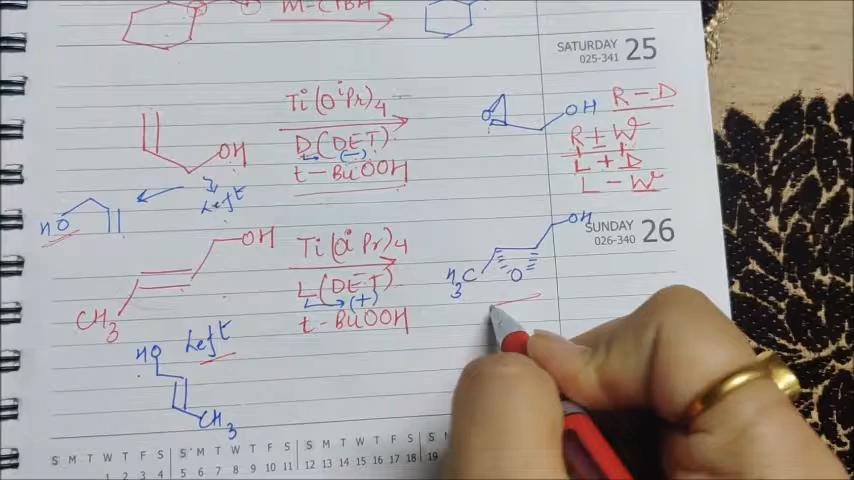 m-CPBA
SATURDAY 25
025-341
Ti(OiPr)4
D(DET)
(-)
t-BuOOH
OH
Left
HO
O
OH
R-D
R±W
L+D
L-W
SUNDAY 26
026-340
OH
CH3
Ti(OiPr)4
L(DET)
(+)
t-BuOOH
OH
H3C
O
HO
Left
CH3
S M T W T F S S M T W T F S S M T W T F S S M
1 2 3 4 5 6 7 8 9 10 11 12 13 14 15 16 17 18 19